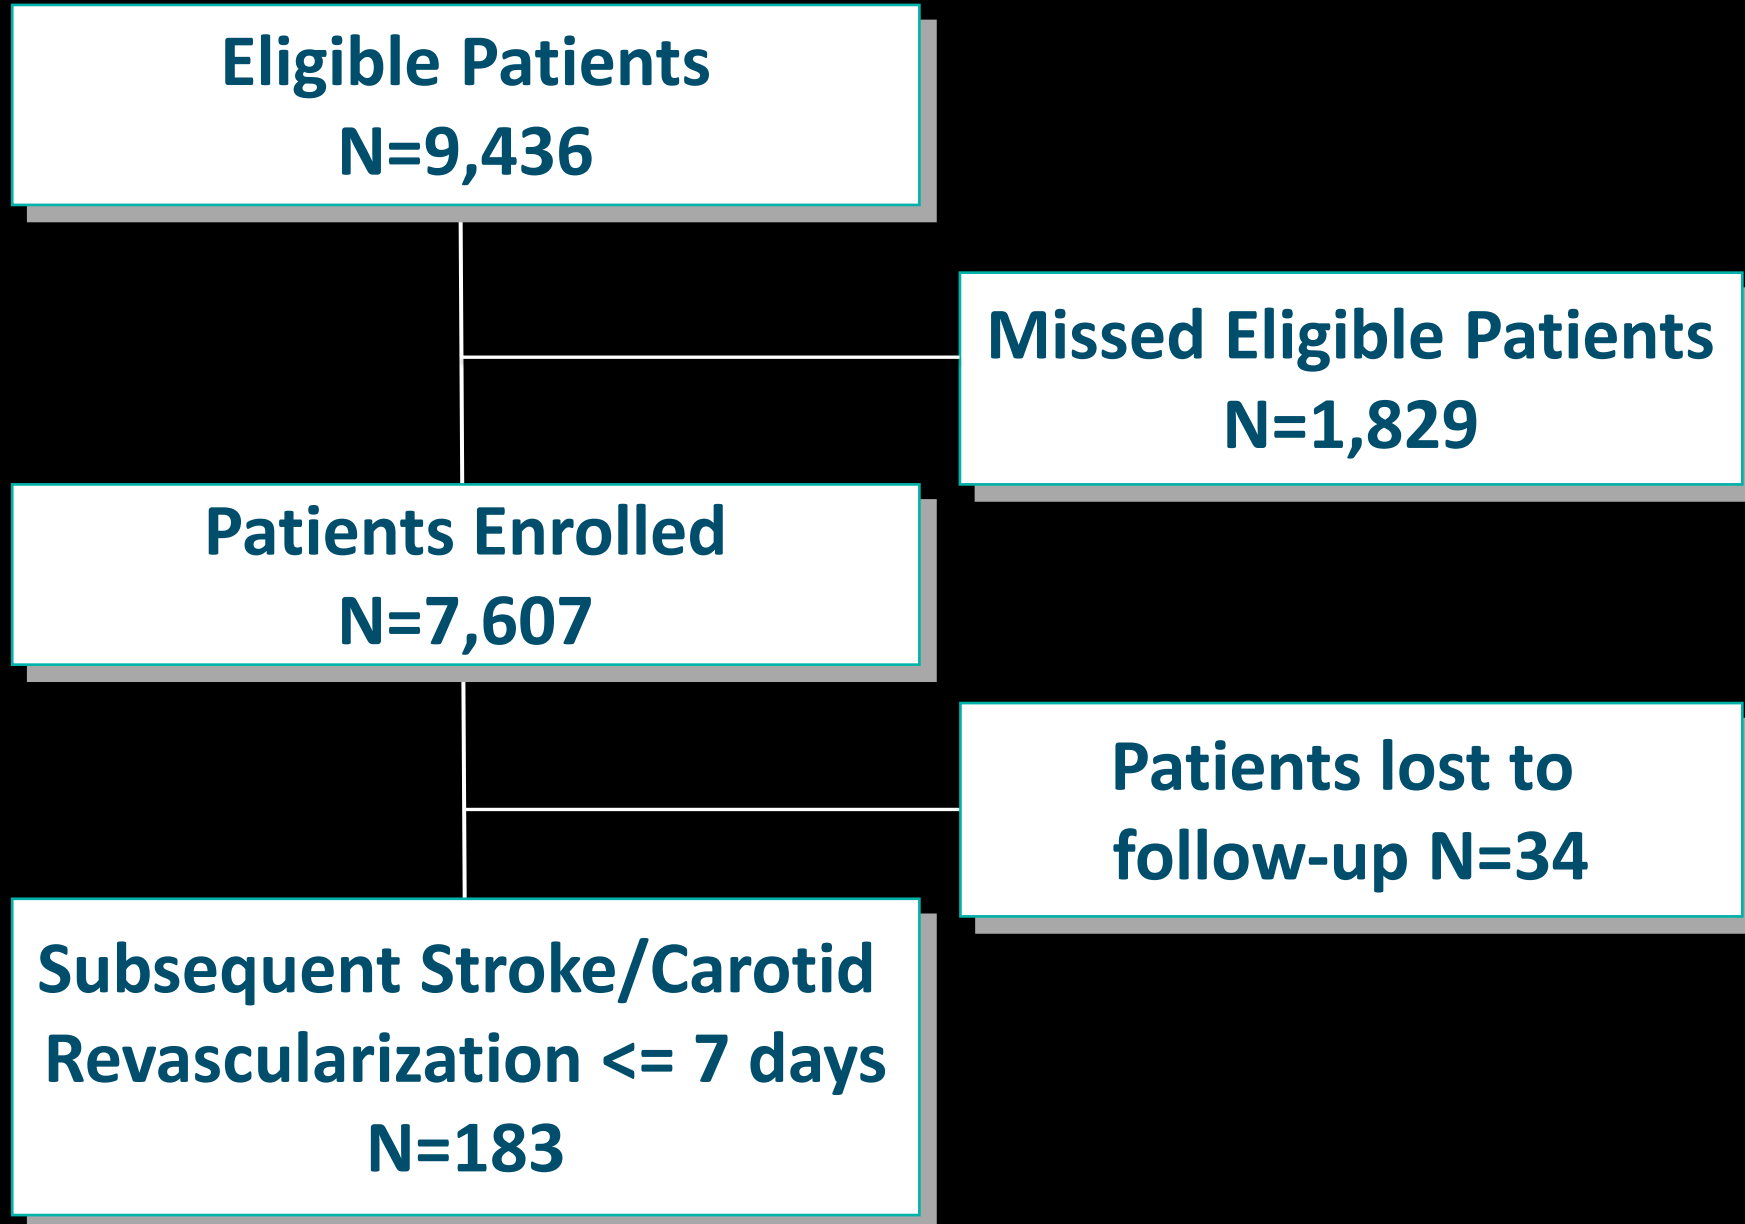 Eligible Patients
N=9,436
Missed Eligible Patients
N=1,829
Patients Enrolled
N=7,607
Patients lost to
follow-up N=34
Subsequent Stroke/Carotid
Revascularization <= 7 days
N=183